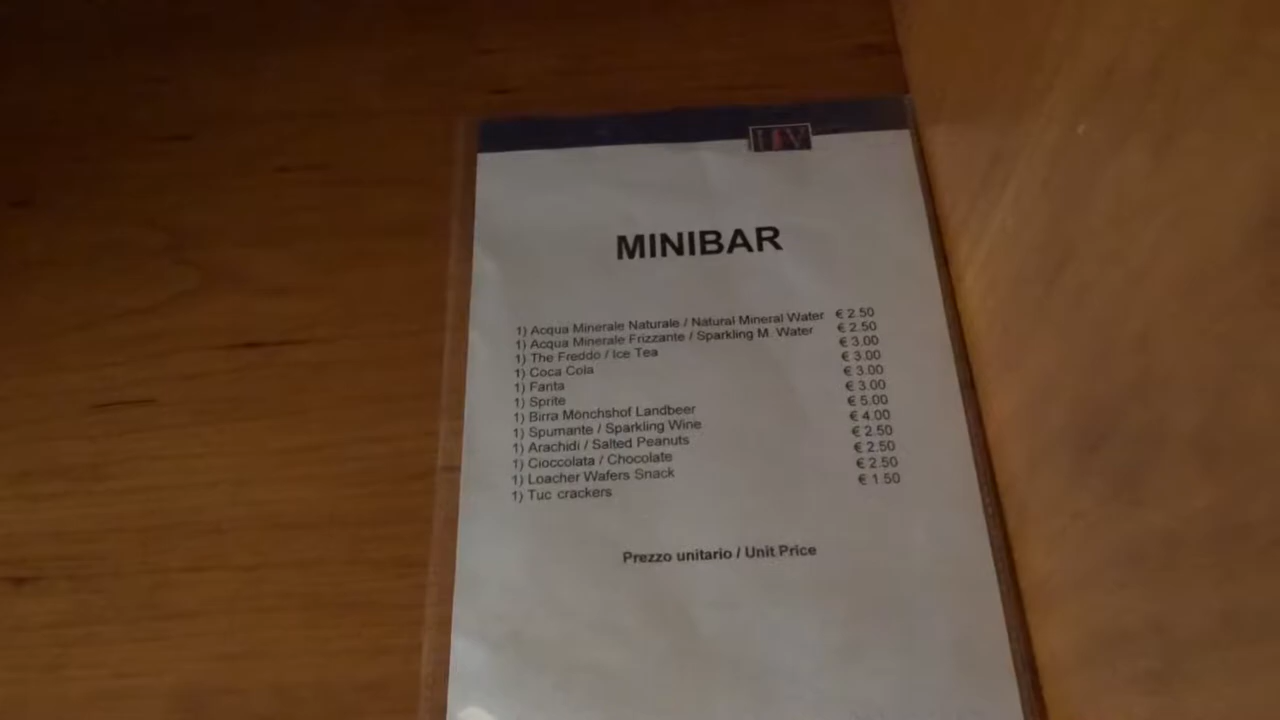 MINIBAR
1) Acqua Minerale Naturale / Natural Mineral Water € 2.50
1) Acqua Minerale Frizzante / Sparkling M. Water € 2.50
1) The Freddo / Ice Tea € 3.00
1) Coca Cola € 3.00
1) Fanta € 3.00
1) Sprite € 3.00
1) Birra Mönchshof Landbeer € 5.00
1) Spumante / Sparkling Wine € 4.00
1) Arachidi / Salted Peanuts € 2.50
1) Cioccolata / Chocolate € 2.50
1) Loacher Wafers Snack € 2.50
1) Tuc crackers € 1.50
Prezzo unitario / Unit Price